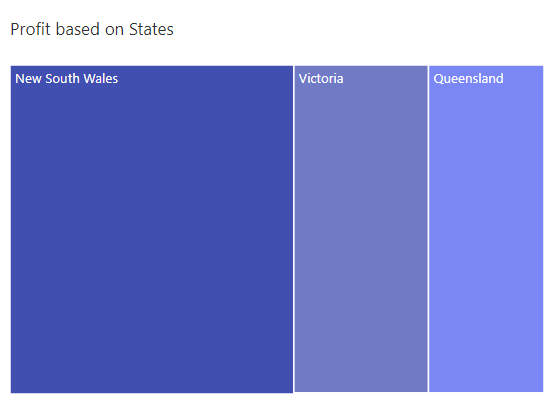 Profit based on States
New South Wales
Victoria
Queensland